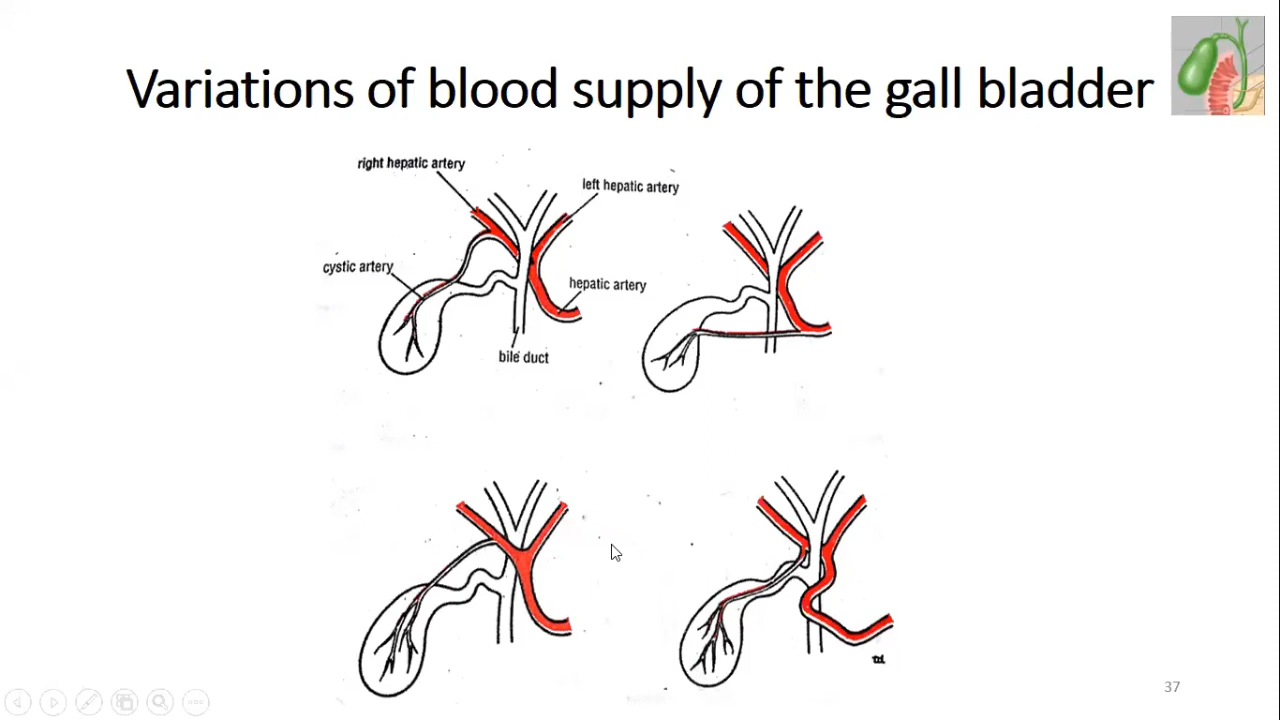 Variations of blood supply of the gall bladder
right hepatic artery
left hepatic artery
cystic artery
hepatic artery
bile duct
37